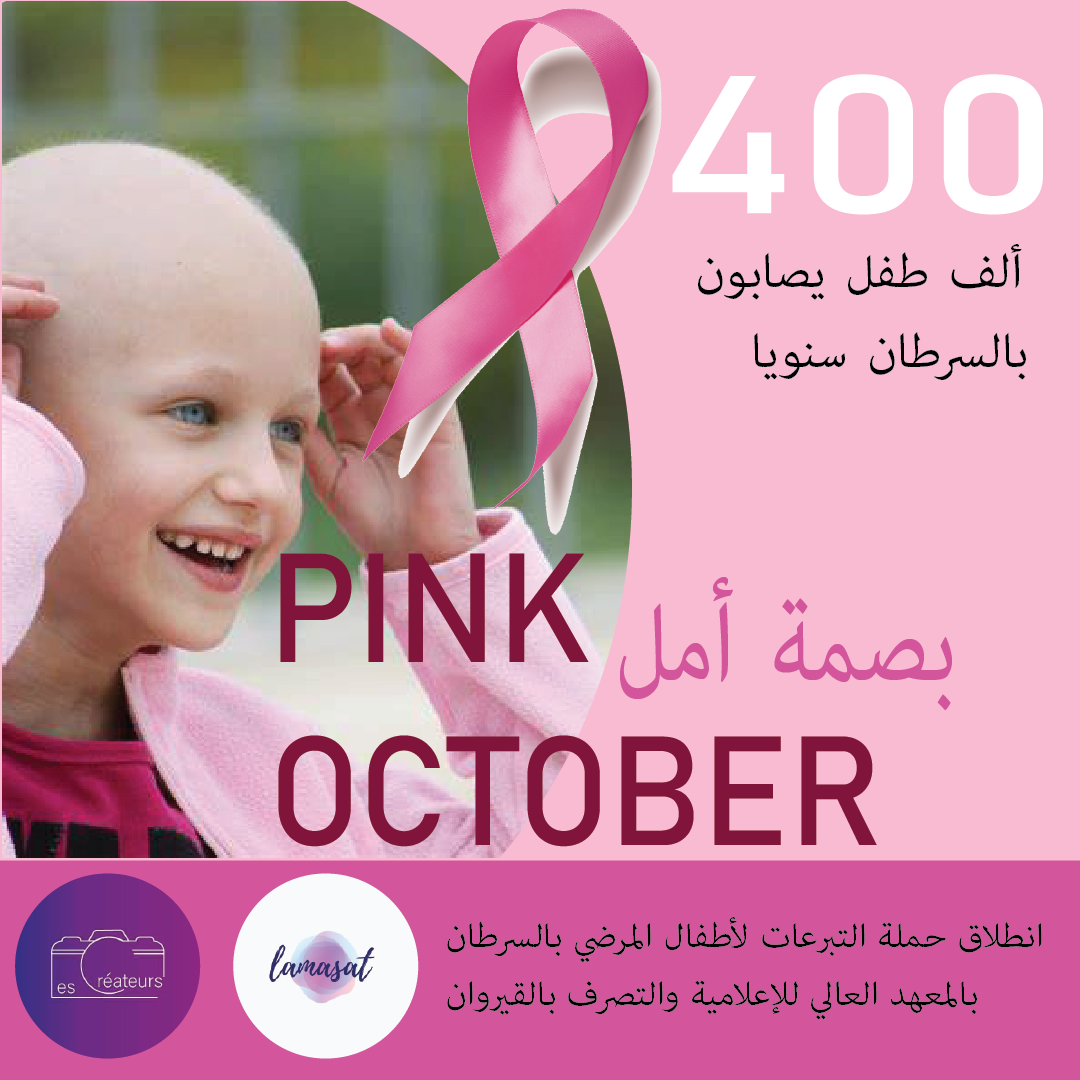 400
ألف طفل يصابون
بالسرطان سنويا
PINK
بصمة أمل
OCTOBER
es Créateurs
lamasat
انطلاق حملة التبرعات لأطفال المرضي بالسرطان
بالمعهد العالي للإعلامية والتصرف بالقيروان